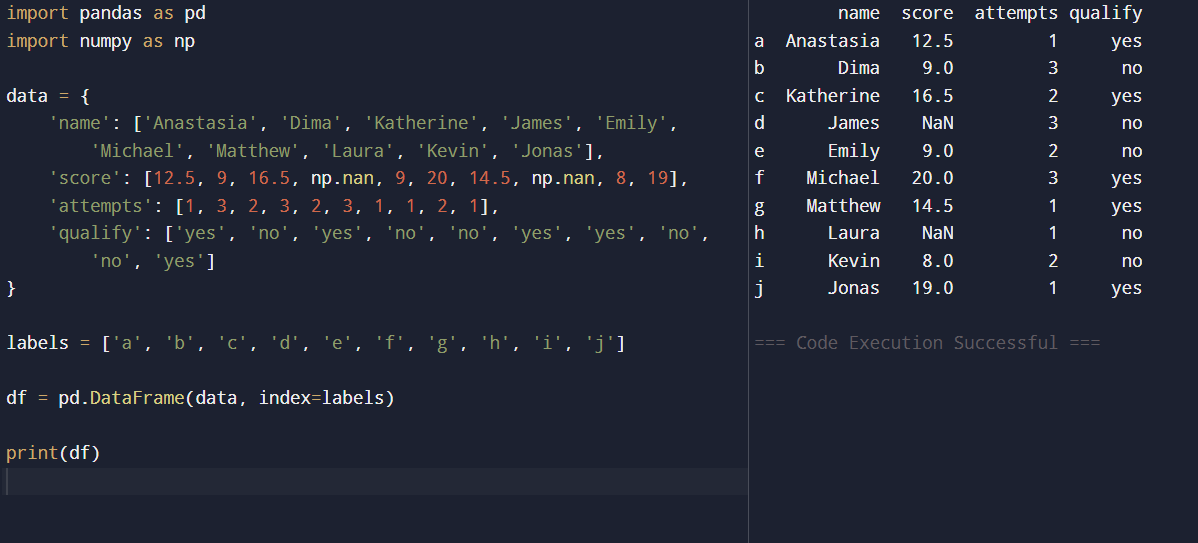 import pandas as pd
import numpy as np
data = {
    'name': ['Anastasia', 'Dima', 'Katherine', 'James', 'Emily',
        'Michael', 'Matthew', 'Laura', 'Kevin', 'Jonas'],
    'score': [12.5, 9, 16.5, np.nan, 9, 20, 14.5, np.nan, 8, 19],
    'attempts': [1, 3, 2, 3, 2, 3, 1, 1, 2, 1],
    'qualify': ['yes', 'no', 'yes', 'no', 'no', 'yes', 'yes', 'no',
        'no', 'yes']
}
labels = ['a', 'b', 'c', 'd', 'e', 'f', 'g', 'h', 'i', 'j']
df = pd.DataFrame(data, index=labels)
print(df)
        name  score  attempts qualify
a  Anastasia   12.5         1     yes
b       Dima    9.0         3      no
c  Katherine   16.5         2     yes
d      James    NaN         3      no
e      Emily    9.0         2      no
f    Michael   20.0         3     yes
g    Matthew   14.5         1     yes
h      Laura    NaN         1      no
i      Kevin    8.0         2      no
j      Jonas   19.0         1     yes
=== Code Execution Successful ===